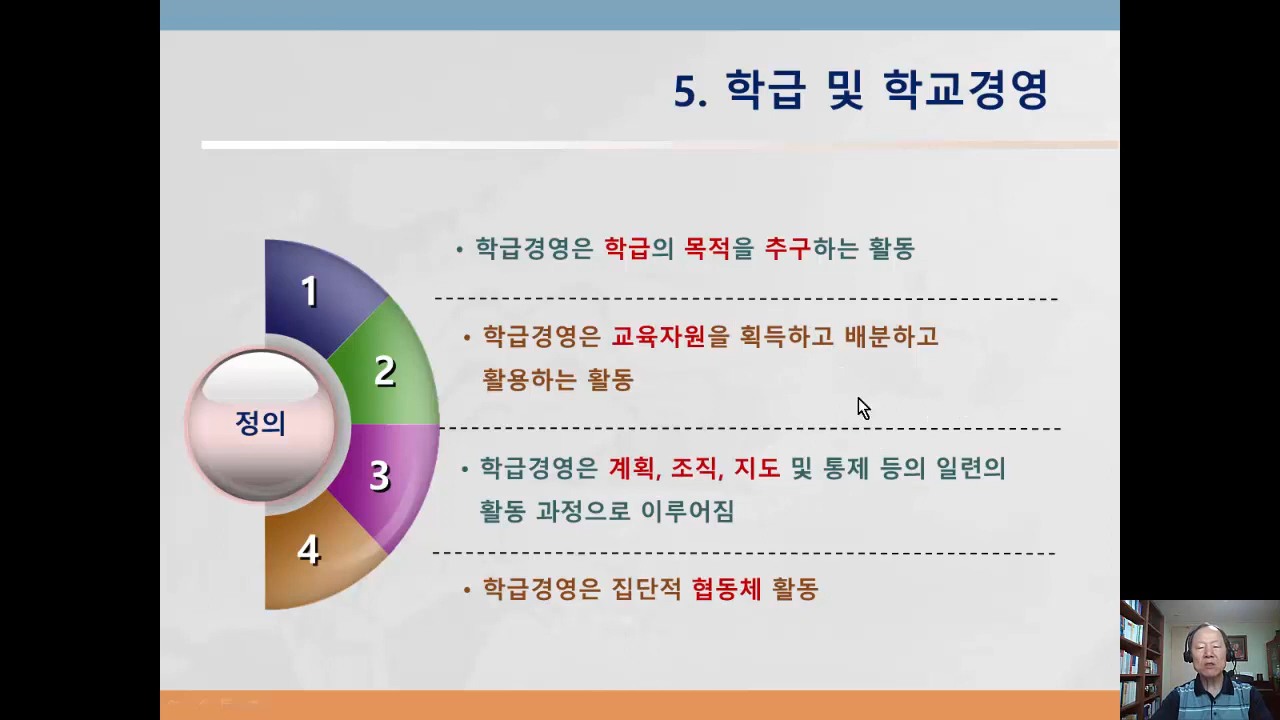 5. 학급 및 학교경영
정의
1
• 학급경영은 학급의 목적을 추구하는 활동
2
• 학급경영은 교육자원을 획득하고 배분하고
활용하는 활동
3
• 학급경영은 계획, 조직, 지도 및 통제 등의 일련의
활동 과정으로 이루어짐
4
• 학급경영은 집단적 협동체 활동